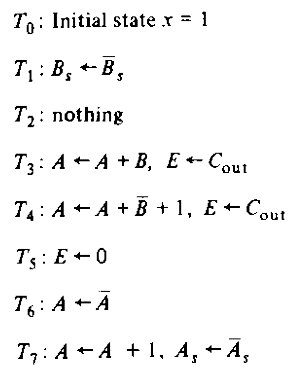 T₀: Initial state x = 1
T₁: Bₛ ← B̅ₛ
T₂: nothing
T₃: A ← A + B, E ← C_out
T₄: A ← A + B̅ + 1, E ← C_out
T₅: E ← 0
T₆: A ← A̅
T₇: A ← A + 1, Aₛ ← A̅ₛ